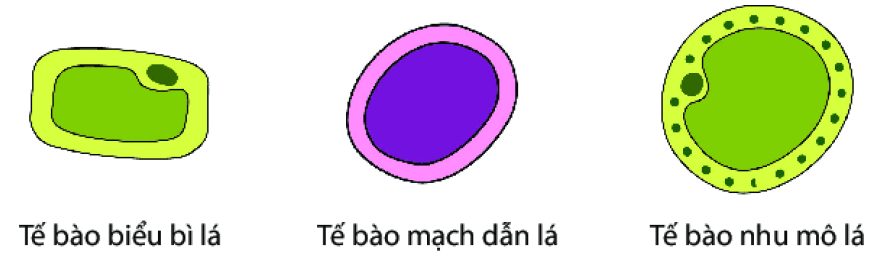 Tế bào biểu bì lá Tế bào mạch dẫn lá Tế bào nhu mô lá